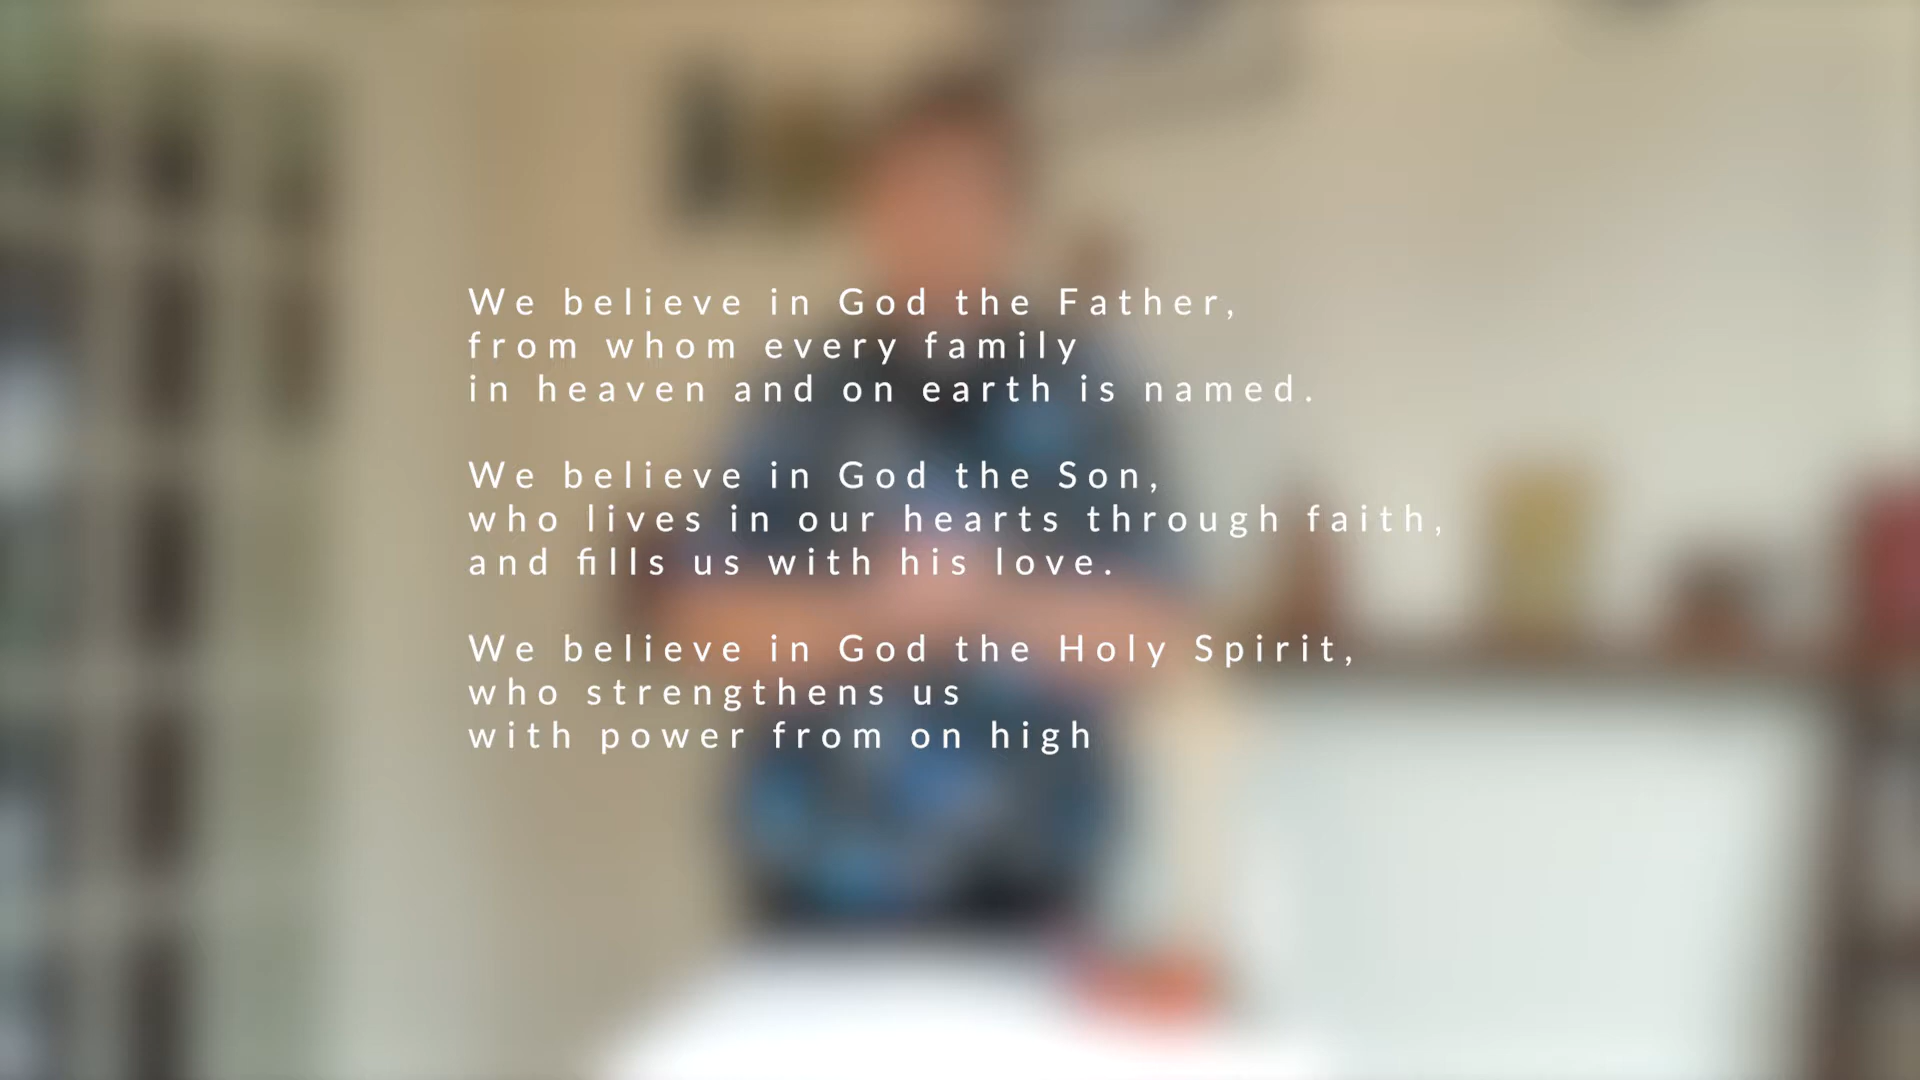 We believe in God the Father,
from whom every family
in heaven and on earth is named.
We believe in God the Son,
who lives in our hearts through faith,
and fills us with his love.
We believe in God the Holy Spirit,
who strengthens us
with power from on high